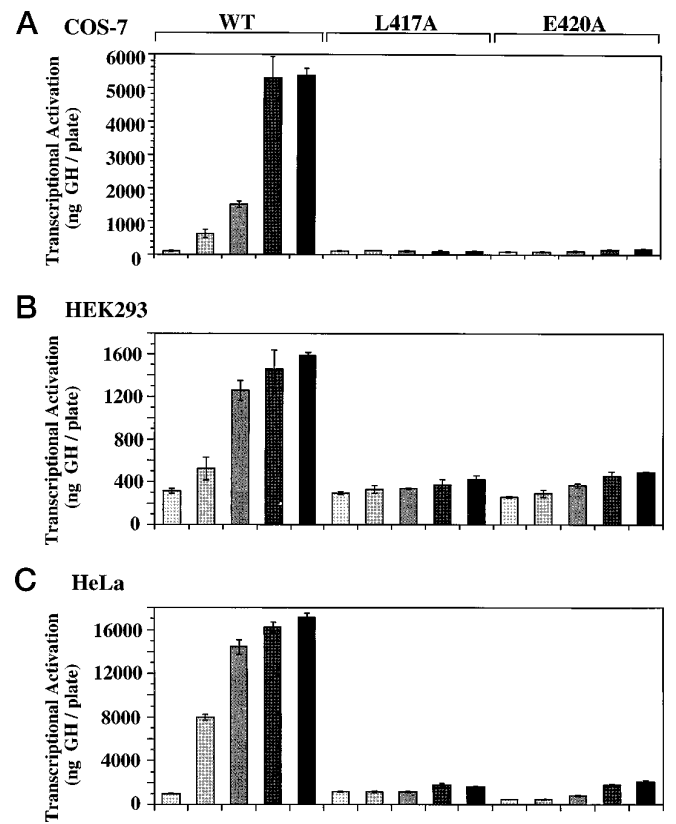 A COS-7 WT L417A E420A
Transcriptional Activation
(ng GH / plate)
6000
5000
4000
3000
2000
1000
0
B HEK293
Transcriptional Activation
(ng GH / plate)
1600
1200
800
400
0
C HeLa
Transcriptional Activation
(ng GH / plate)
16000
12000
8000
4000
0